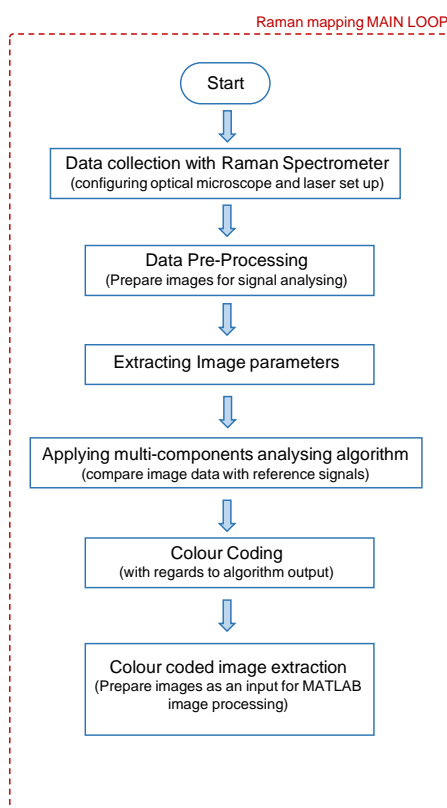 Raman mapping MAIN LOOP
Start
Data collection with Raman Spectrometer
(configuring optical microscope and laser set up)
Data Pre-Processing
(Prepare images for signal analysing)
Extracting Image parameters
Applying multi-components analysing algorithm
(compare image data with reference signals)
Colour Coding
(with regards to algorithm output)
Colour coded image extraction
(Prepare images as an input for MATLAB
image processing)